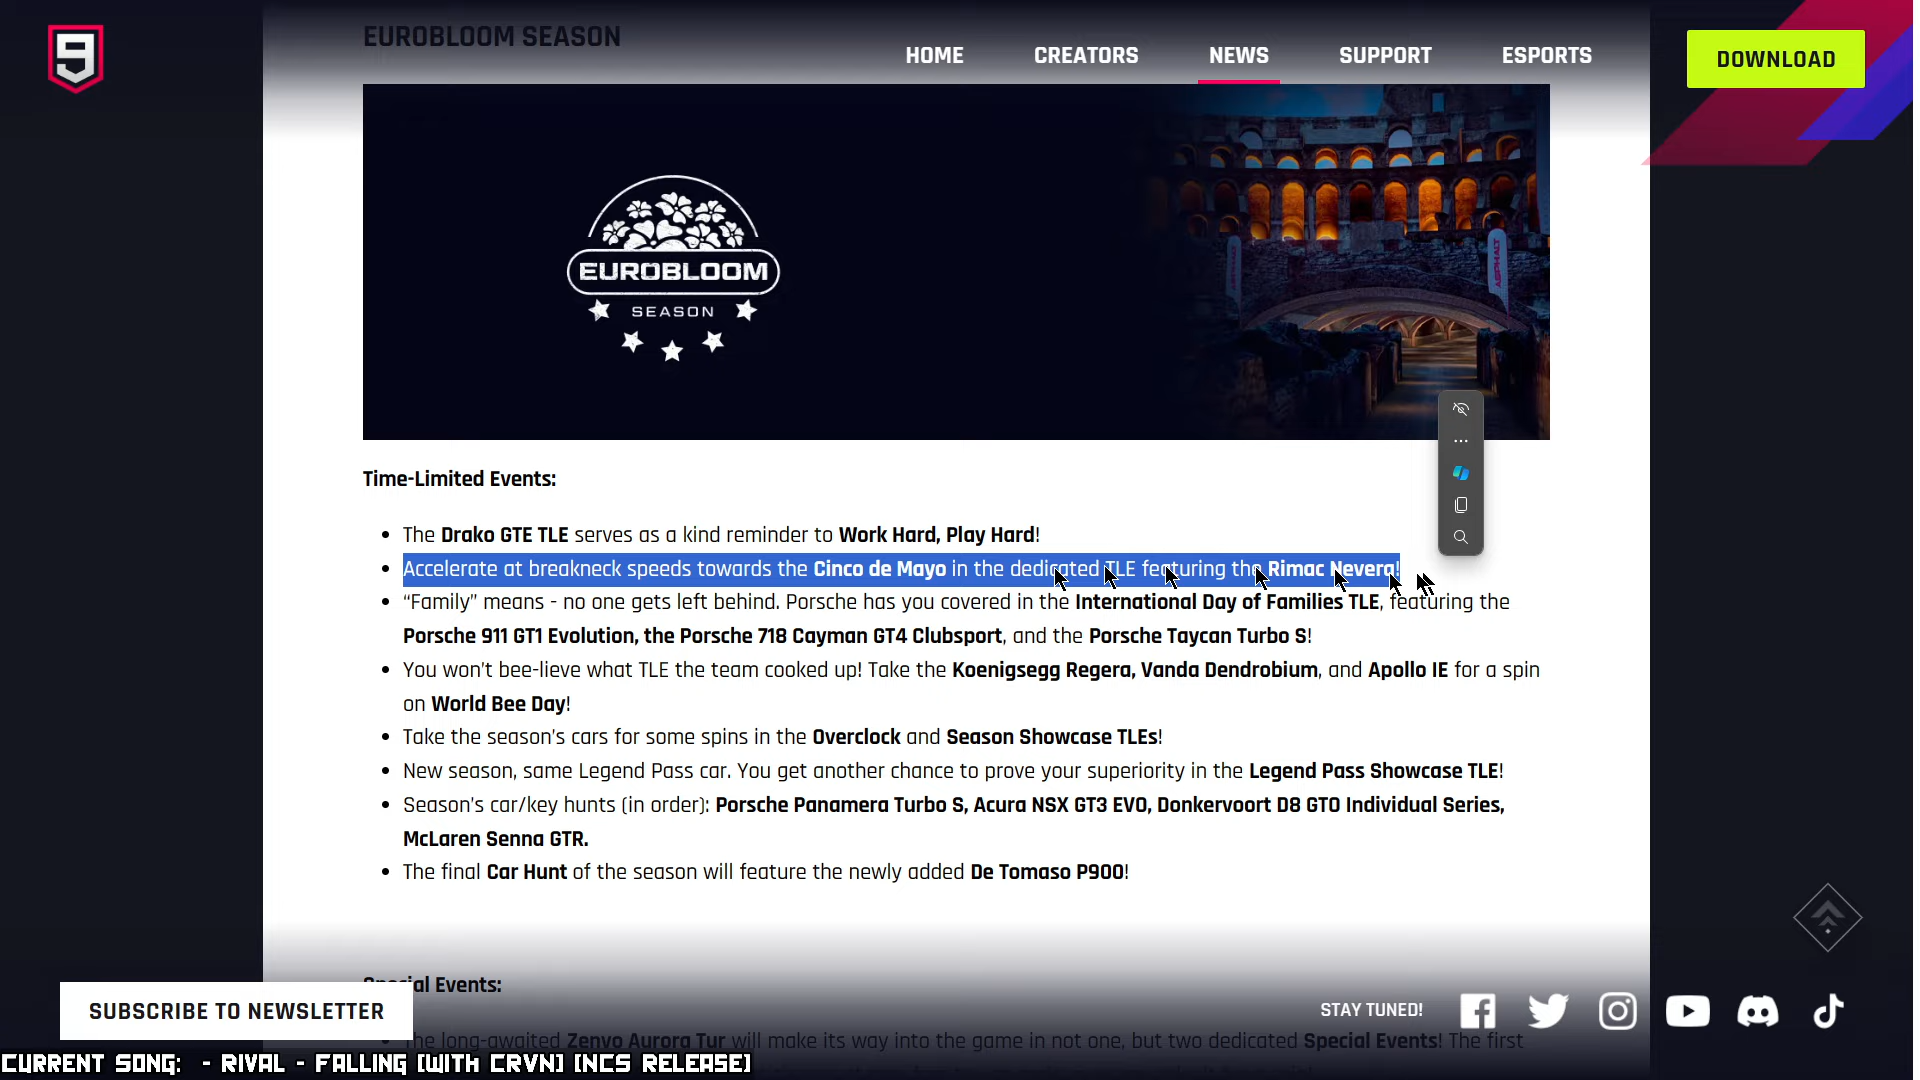 EUROBLOOM SEASON
HOME CREATORS NEWS SUPPORT ESPORTS
DOWNLOAD
9
EUROBLOOM
SEASON
ASPHALT
Time-Limited Events:
• The Drako GTE TLE serves as a kind reminder to Work Hard, Play Hard!
• Accelerate at breakneck speeds towards the Cinco de Mayo in the dedicated TLE featuring the Rimac Nevera!
• “Family” means - no one gets left behind. Porsche has you covered in the International Day of Families TLE, featuring the
Porsche 911 GT1 Evolution, the Porsche 718 Cayman GT4 Clubsport, and the Porsche Taycan Turbo S!
• You won’t bee-lieve what TLE the team cooked up! Take the Koenigsegg Regera, Vanda Dendrobium, and Apollo IE for a spin
on World Bee Day!
• Take the season’s cars for some spins in the Overclock and Season Showcase TLEs!
• New season, same Legend Pass car. You get another chance to prove your superiority in the Legend Pass Showcase TLE!
• Season’s car/key hunts (in order): Porsche Panamera Turbo S, Acura NSX GT3 EVO, Donkervoort D8 GTO Individual Series,
McLaren Senna GTR.
• The final Car Hunt of the season will feature the newly added De Tomaso P900!
Special Events:
SUBSCRIBE TO NEWSLETTER
STAY TUNED!
• The long-awaited Zenvo Aurora Tur will make its way into the game in not one, but two dedicated Special Events! The first
CURRENT SONG: - RIVAL - FALLING [WITH CRVN] [NCS RELEASE]